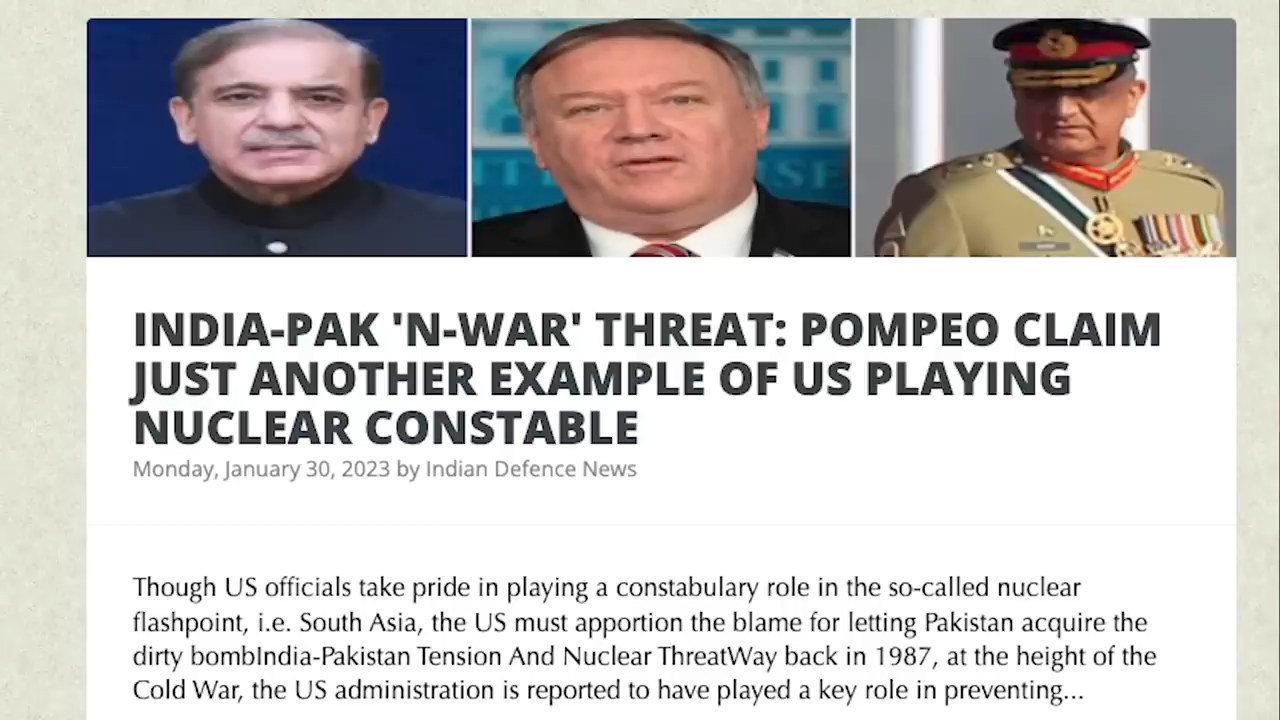 INDIA-PAK 'N-WAR' THREAT: POMPEO CLAIM
JUST ANOTHER EXAMPLE OF US PLAYING
NUCLEAR CONSTABLE
Monday, January 30, 2023 by Indian Defence News
Though US officials take pride in playing a constabulary role in the so-called nuclear
flashpoint, i.e. South Asia, the US must apportion the blame for letting Pakistan acquire the
dirty bombIndia-Pakistan Tension And Nuclear ThreatWay back in 1987, at the height of the
Cold War, the US administration is reported to have played a key role in preventing...